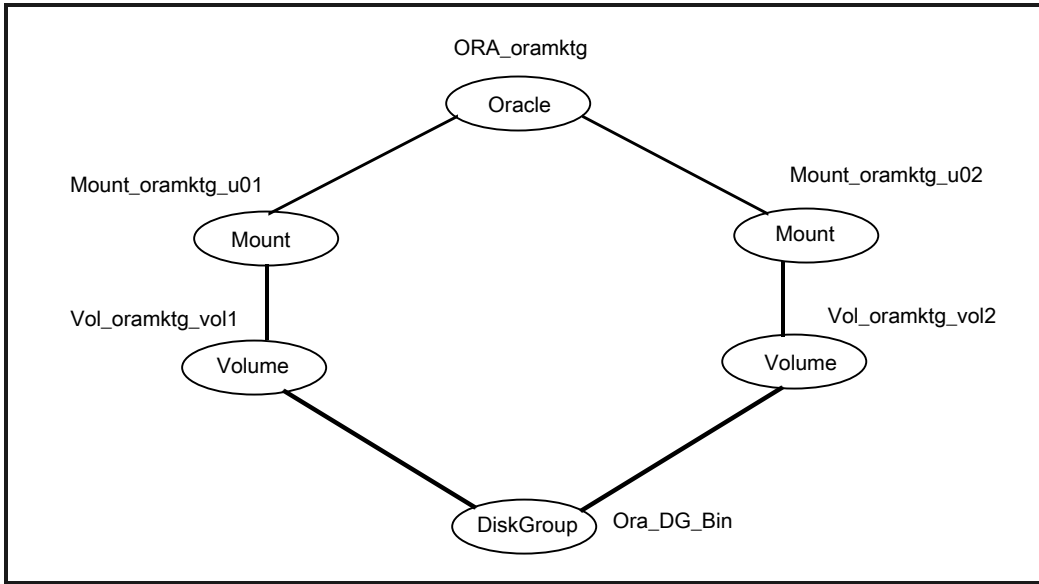 ORA_oramktg
Oracle
Mount_oramktg_u01
Mount_oramktg_u02
Mount
Mount
Vol_oramktg_vol1
Vol_oramktg_vol2
Volume
Volume
DiskGroup
Ora_DG_Bin